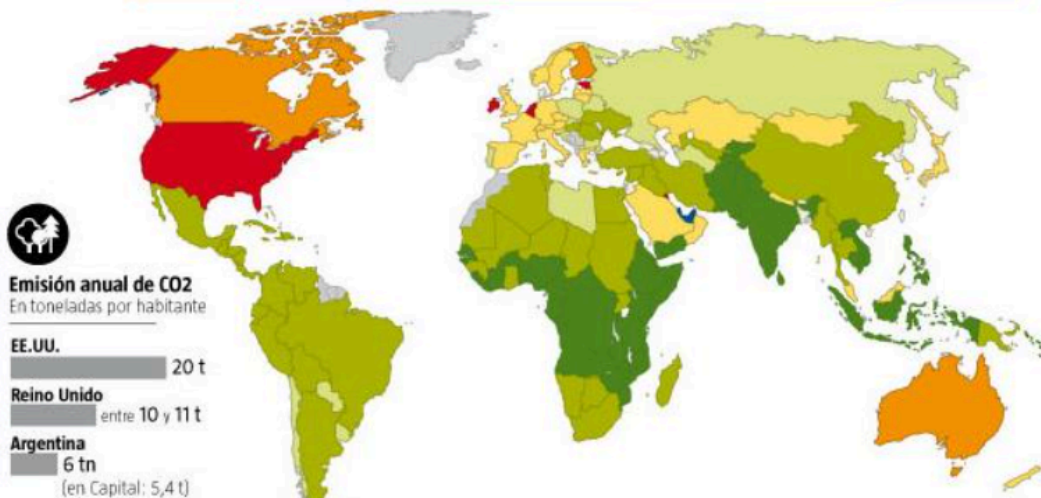 Emisión anual de CO2
En toneladas por habitante
EE.UU.
20 t
Reino Unido
entre 10 y 11 t
Argentina
6 tn
(en Capital: 5,4 t)